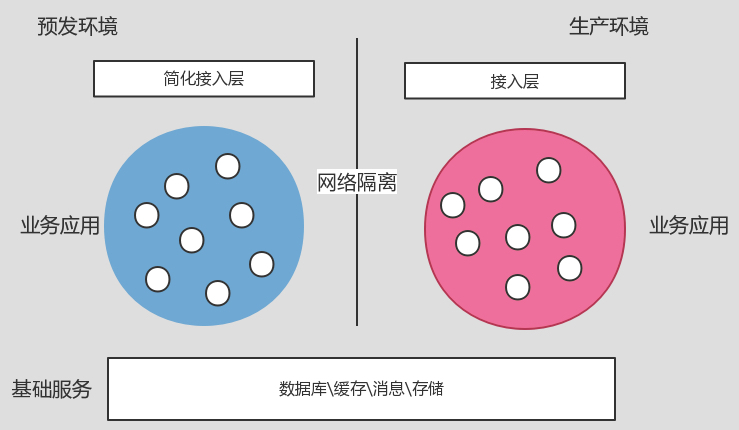 预发环境
生产环境
简化接入层
接入层
网络隔离
业务应用
业务应用
基础服务
数据库\缓存\消息\存储